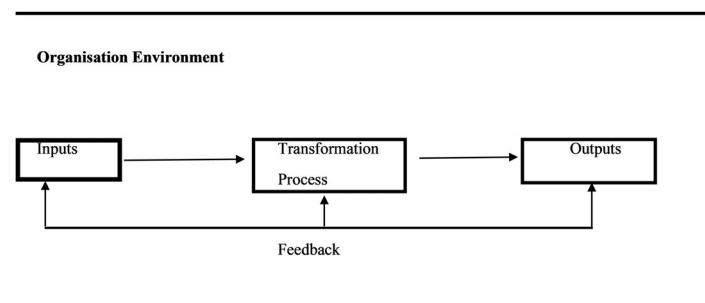 Organisation Environment
Inputs
Transformation
Process
Outputs
Feedback